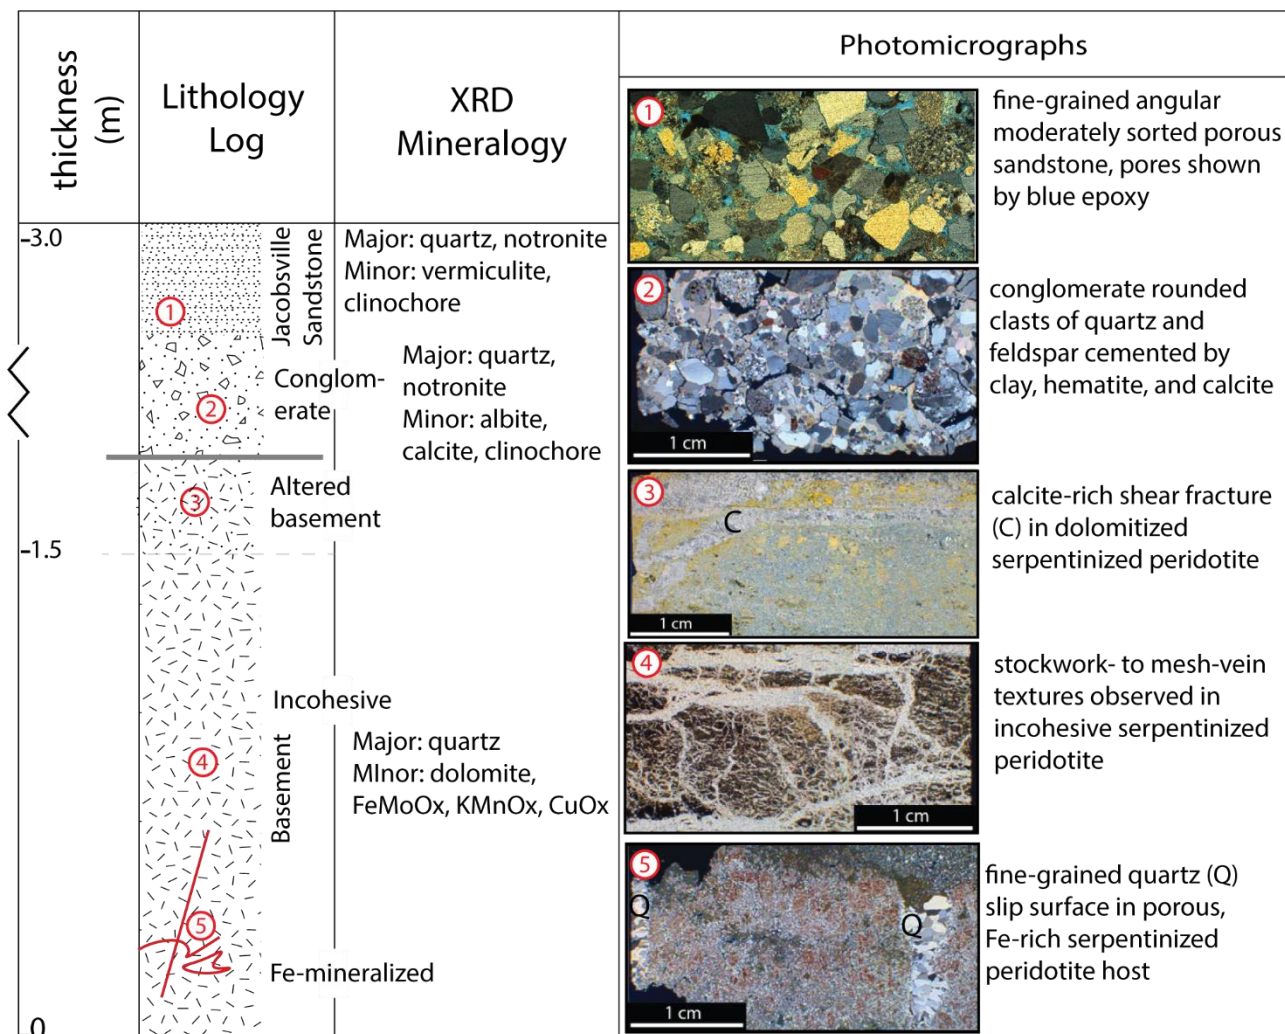 thickness
(m)
Lithology
Log
XRD
Mineralogy
Photomicrographs
-3.0
-1.5
0
Jacobsville
Sandstone
1
Conglom-
erate
2
Altered
basement
3
Incohesive
Basement
4
5
Fe-mineralized
Major: quartz, notronite
Minor: vermiculite,
clinochore
Major: quartz,
notronite
Minor: albite,
calcite, clinochore
Major: quartz
MInor: dolomite,
FeMoOx, KMnOx, CuOx
1
fine-grained angular
moderately sorted porous
sandstone, pores shown
by blue epoxy
2
1 cm
conglomerate rounded
clasts of quartz and
feldspar cemented by
clay, hematite, and calcite
3
C
1 cm
calcite-rich shear fracture
(C) in dolomitized
serpentinized peridotite
4
1 cm
stockwork- to mesh-vein
textures observed in
incohesive serpentinized
peridotite
5
Q
Q
1 cm
fine-grained quartz (Q)
slip surface in porous,
Fe-rich serpentinized
peridotite host